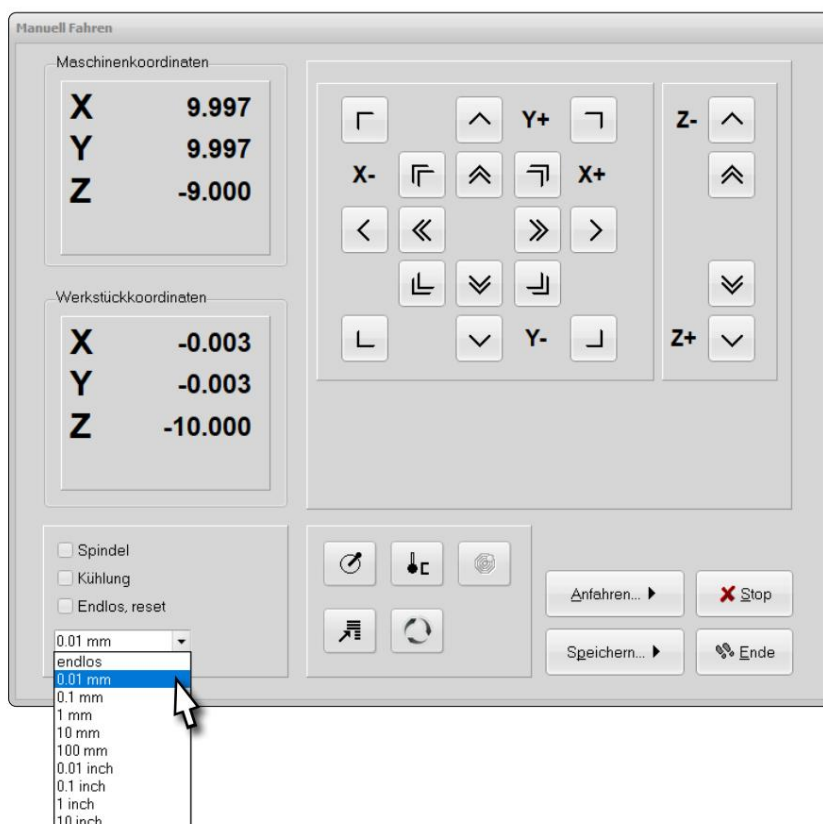 Manuell Fahren
Maschinenkoordinaten
X 9.997
Y 9.997
Z -9.000
Werkstückkoordinaten
X -0.003
Y -0.003
Z -10.000
Y+
X- X+
Y-
Z-
Z+
Spindel
Kühlung
Endlos, reset
0.01 mm
endlos
0.01 mm
0.1 mm
1 mm
10 mm
100 mm
0.01 inch
0.1 inch
1 inch
10 inch
C
Anfahren...
Stop
Speichern...
Ende